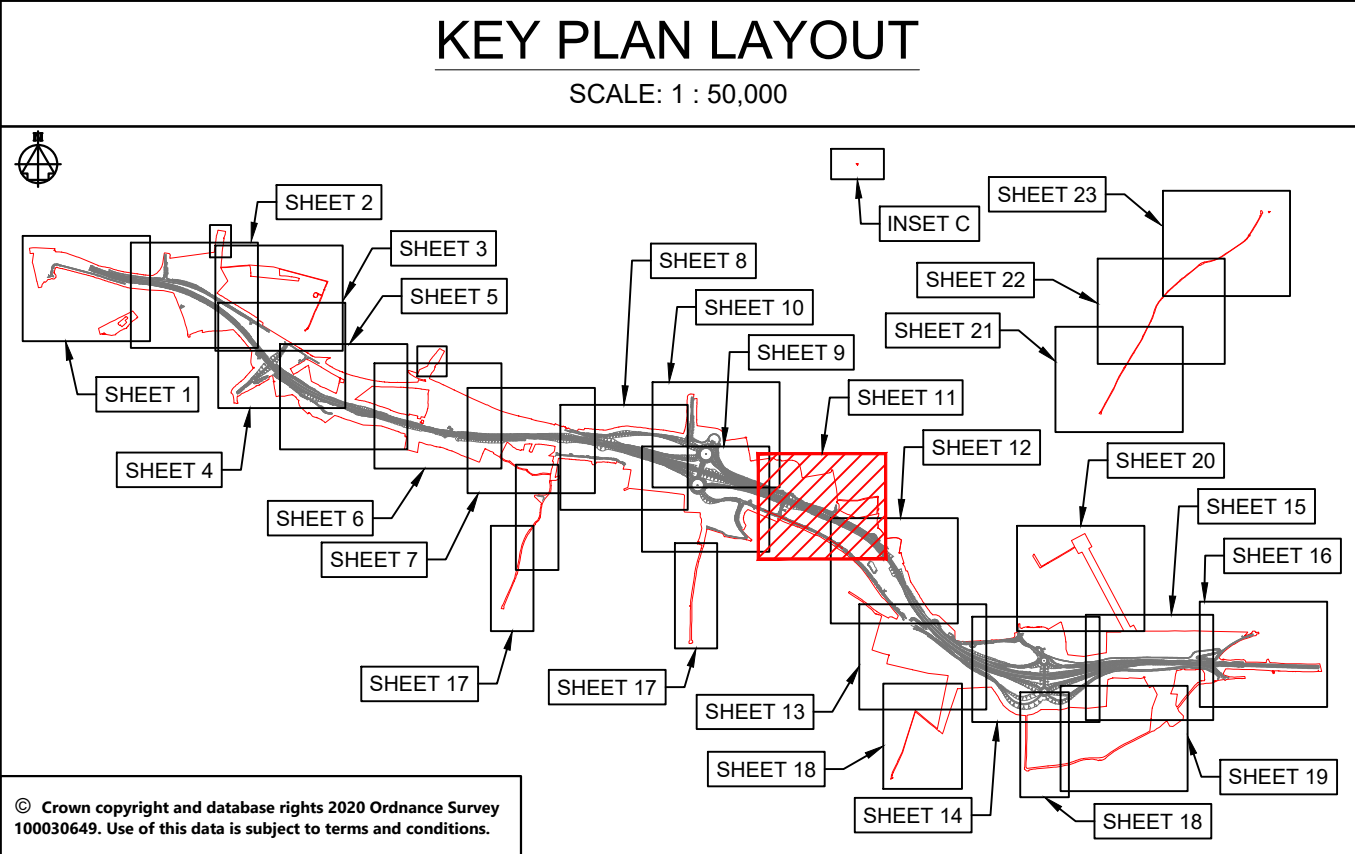 KEY PLAN LAYOUT
SCALE: 1 : 50,000
N
SHEET 2
SHEET 3
SHEET 5
SHEET 1
SHEET 4
SHEET 6
SHEET 7
SHEET 8
SHEET 10
SHEET 9
SHEET 11
SHEET 12
INSET C
SHEET 23
SHEET 22
SHEET 21
SHEET 20
SHEET 15
SHEET 16
SHEET 17
SHEET 17
SHEET 13
SHEET 18
SHEET 14
SHEET 18
SHEET 19
© Crown copyright and database rights 2020 Ordnance Survey
100030649. Use of this data is subject to terms and conditions.